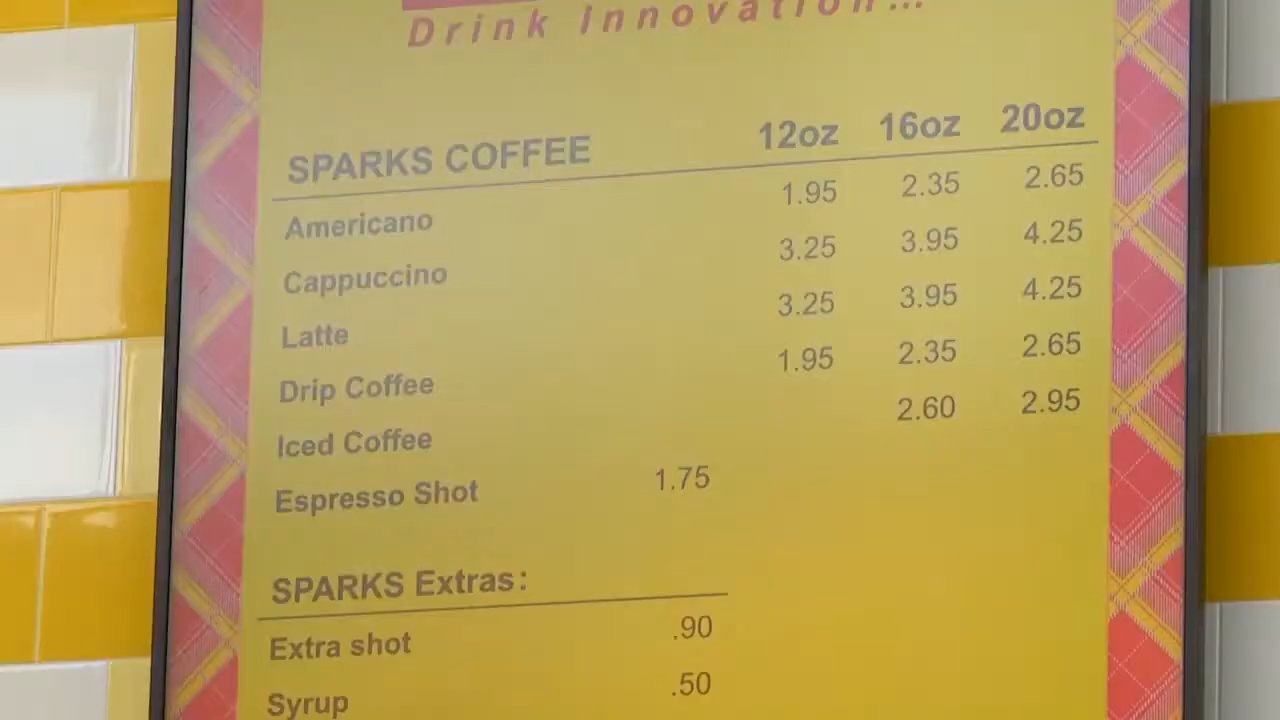 Drink Innovation...
SPARKS COFFEE 12oz 16oz 20oz
Americano 1.95 2.35 2.65
Cappuccino 3.25 3.95 4.25
Latte 3.25 3.95 4.25
Drip Coffee 1.95 2.35 2.65
Iced Coffee 2.60 2.95
Espresso Shot 1.75
SPARKS Extras:
Extra shot .90
Syrup .50